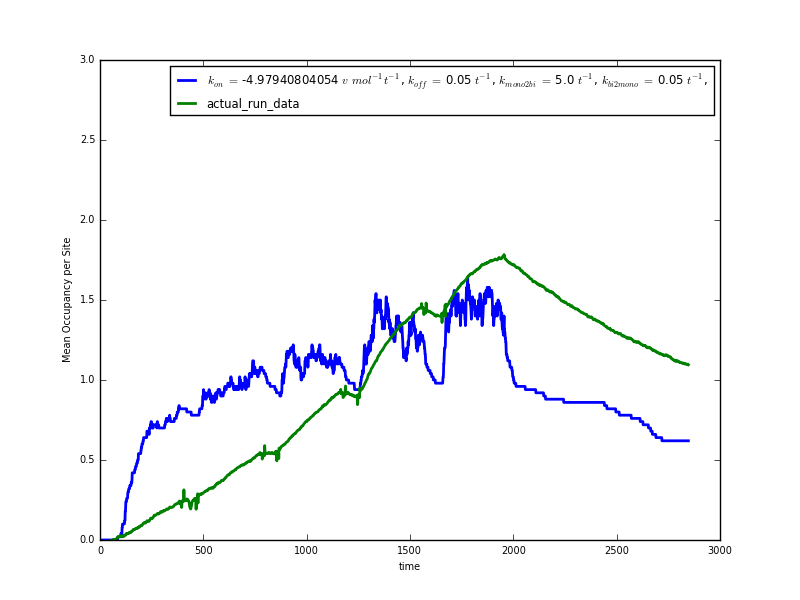 3.0
2.5
2.0
1.5
1.0
0.5
0.0
Mean Occupancy per Site
k_on = -4.97940804054 v mol⁻¹t⁻¹, k_off = 0.05 t⁻¹, k_mono2bi = 5.0 t⁻¹, k_bi2mono = 0.05 t⁻¹,
actual_run_data
0 500 1000 1500 2000 2500 3000
time